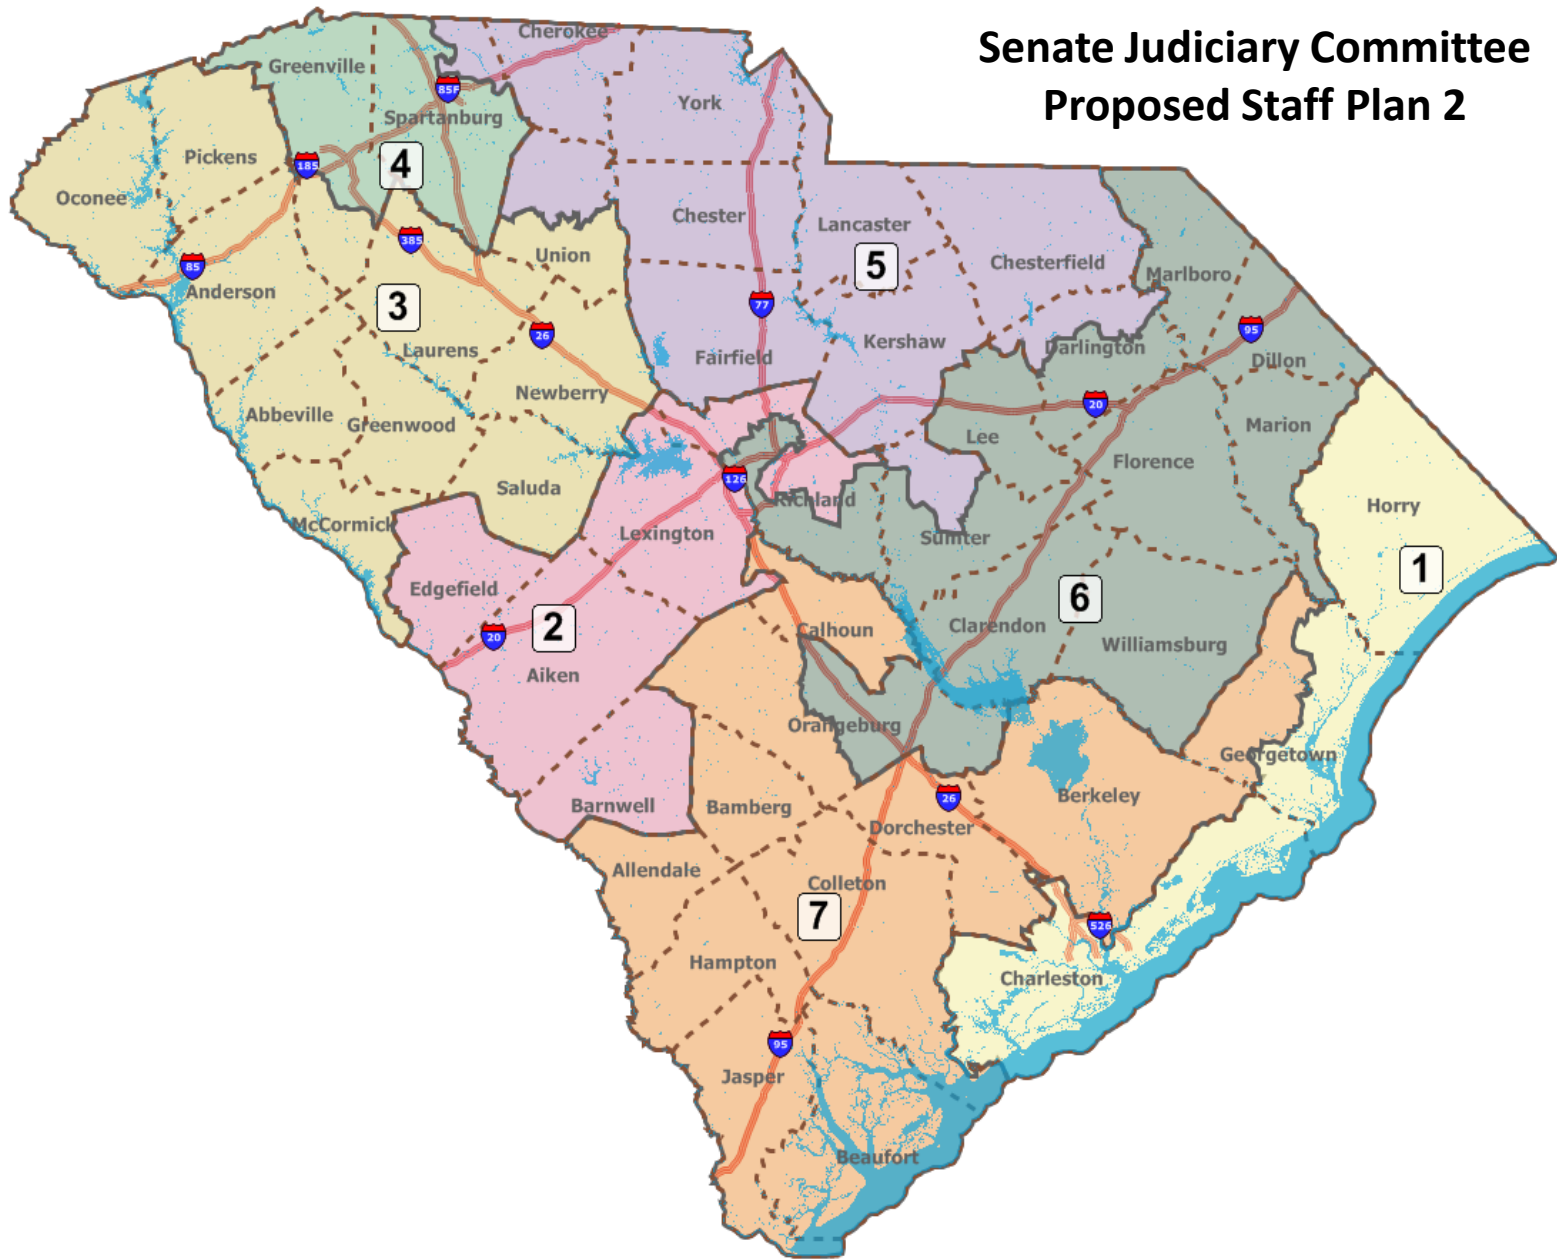 Senate Judiciary Committee
Proposed Staff Plan 2
Cherokee
Greenville
85F
York
Spartanburg
Pickens
185
4
Oconee
Chester
Lancaster
385
Union
5
Chesterfield
Marlboro
85
Anderson
3
77
26
95
Laurens
Fairfield
Kershaw
Darlington
Dillon
Newberry
Abbeville
Greenwood
20
Lee
Marion
Florence
126
Saluda
Richland
Horry
McCormick
Lexington
Sumter
1
Edgefield
6
20
2
Calhoun
Clarendon
Williamsburg
Aiken
Orangeburg
Georgetown
Barnwell
Bamberg
26
Berkeley
Dorchester
Allendale
Colleton
7
526
Hampton
Charleston
95
Jasper
Beaufort